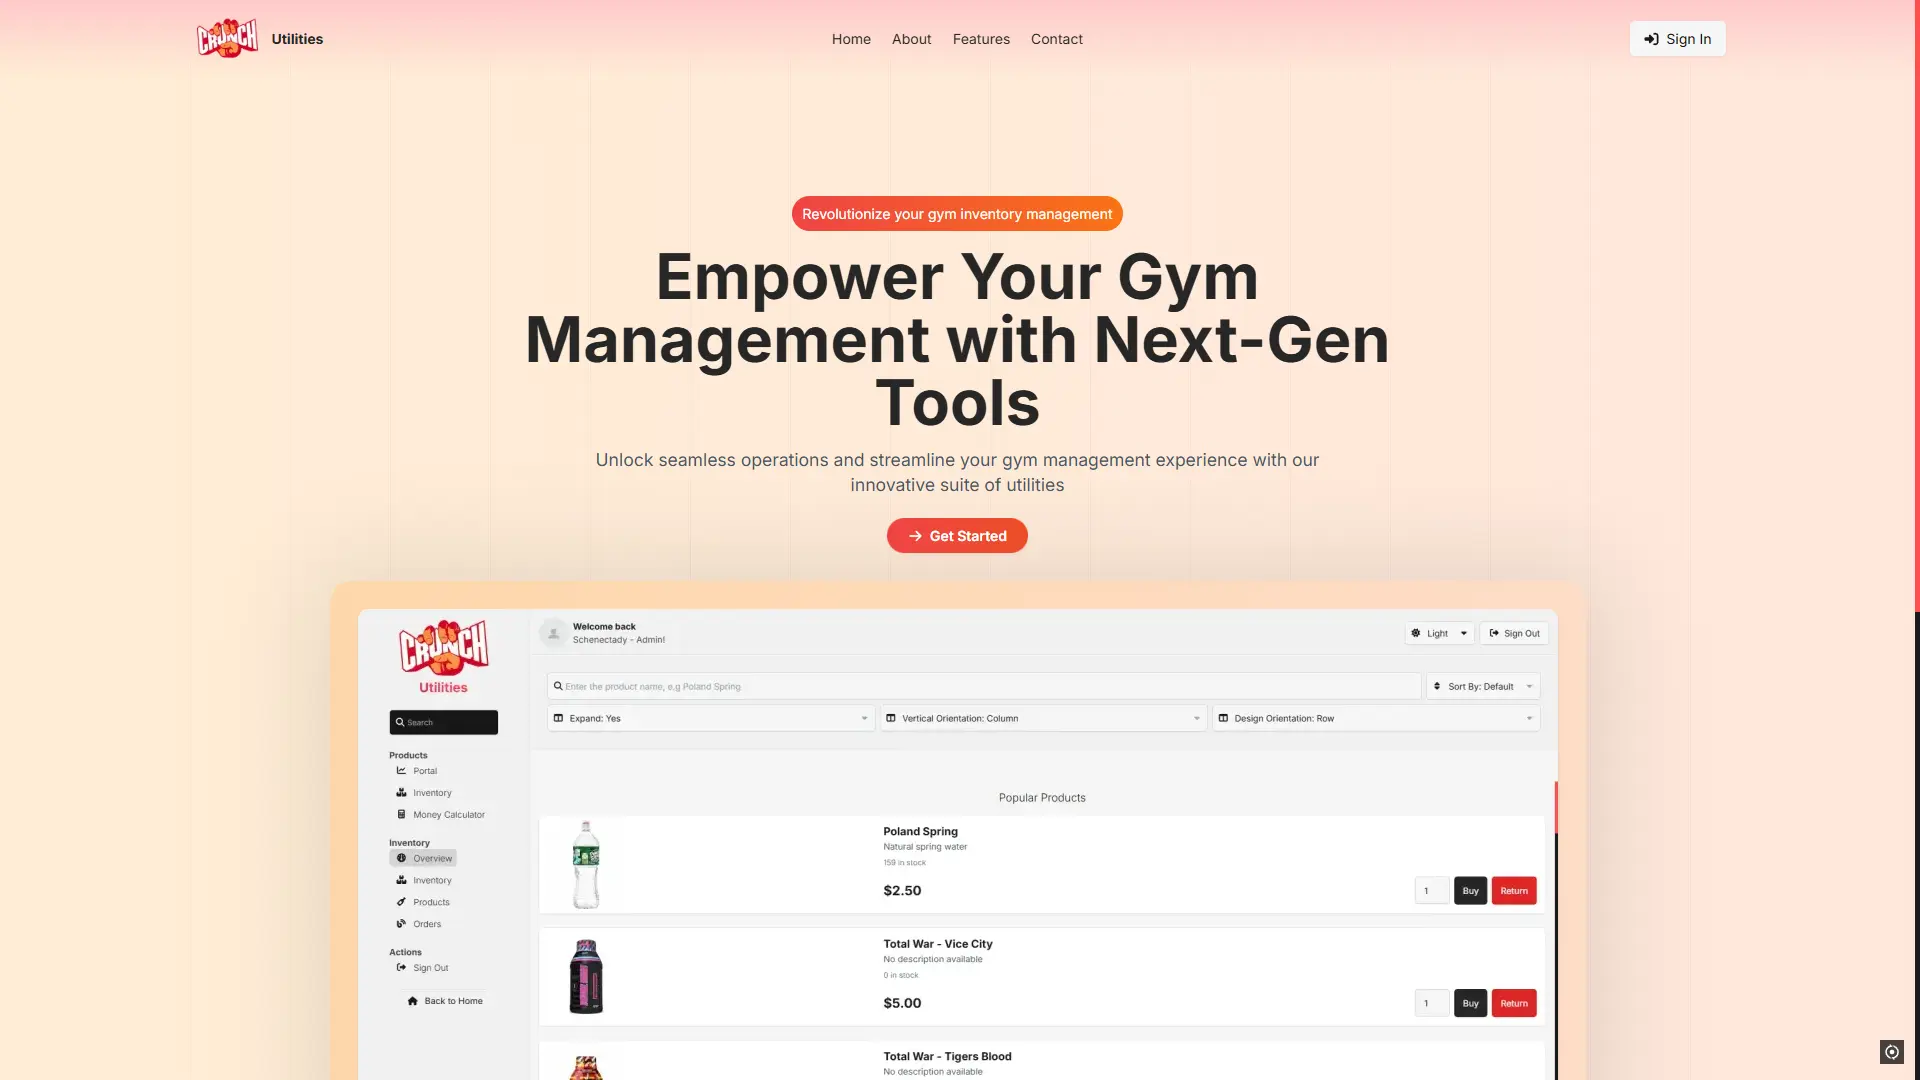 CRUNCH
Utilities
Home
About
Features
Contact
Sign In
Revolutionize your gym inventory management
Empower Your Gym
Management with Next-Gen
Tools
Unlock seamless operations and streamline your gym management experience with our
innovative suite of utilities
Get Started
CRUNCH
Utilities
Search
Products
Portal
Inventory
Money Calculator
Inventory
Overview
Inventory
Products
Orders
Actions
Sign Out
Back to Home
Welcome back
Schenectady - Admin!
Light
Sign Out
Enter the product name, e,g Poland Spring
Sort By: Default
Expand: Yes
Vertical Orientation: Column
Design Orientation: Row
Popular Products
Poland Spring
Natural spring water
159 in stock
$2.50
1
Buy
Return
Total War - Vice City
No description available
0 in stock
$5.00
1
Buy
Return
Total War - Tigers Blood
No description available